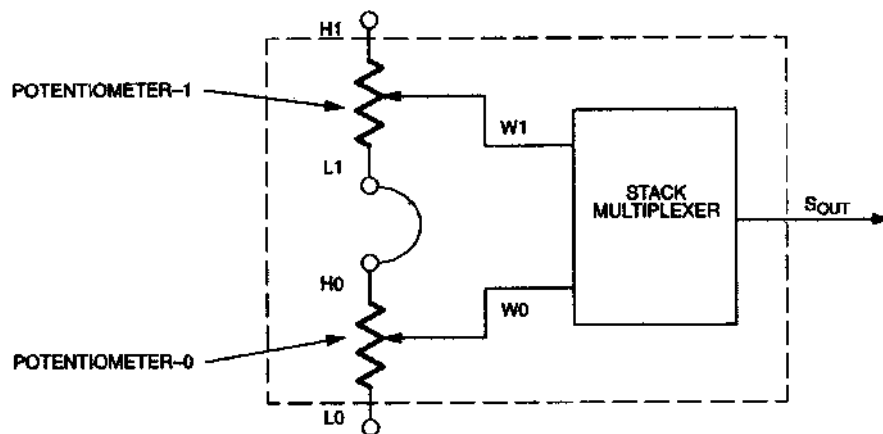 H1
POTENTIOMETER-1
W1
L1
STACK
MULTIPLEXER
SOUT
H0
W0
POTENTIOMETER-0
L0